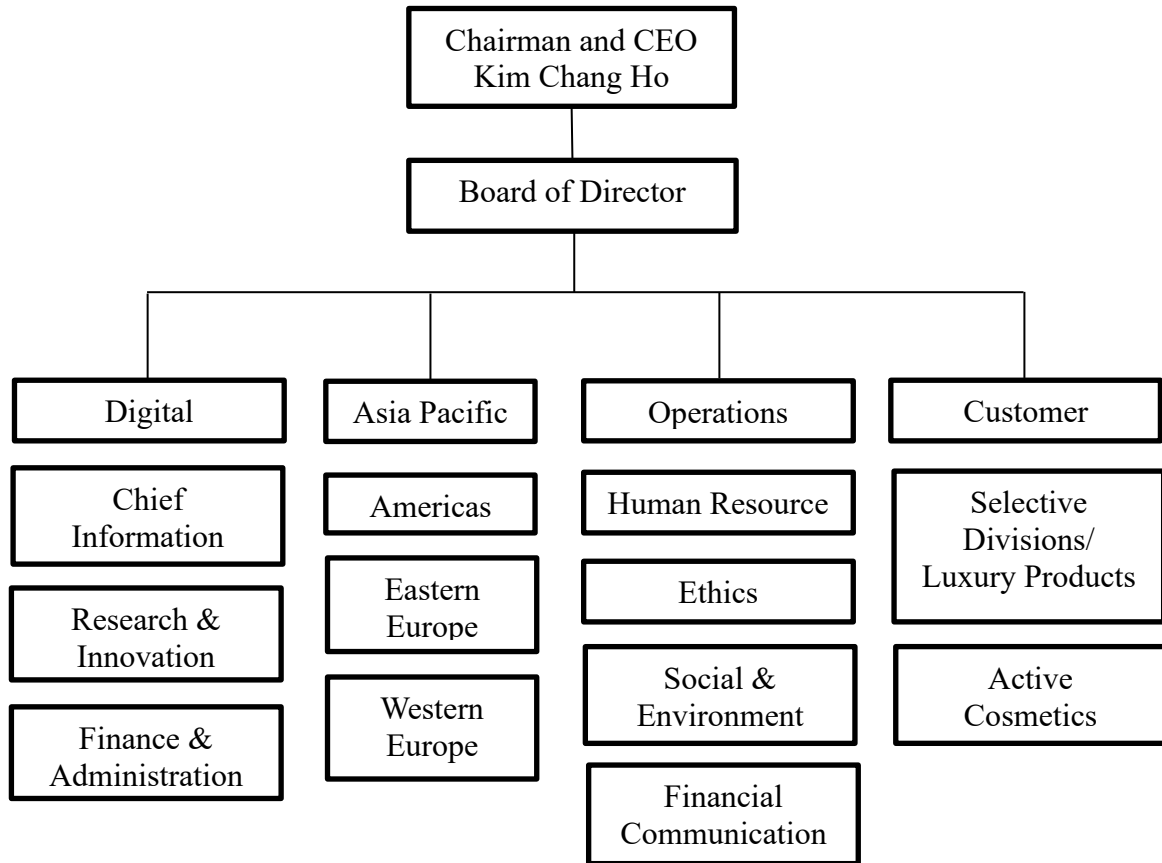 Chairman and CEO
Kim Chang Ho
Board of Director
Digital
Asia Pacific
Operations
Customer
Chief
Information
Americas
Human Resource
Selective
Divisions/
Luxury Products
Research &
Innovation
Eastern
Europe
Ethics
Social &
Environment
Active
Cosmetics
Finance &
Administration
Western
Europe
Financial
Communication